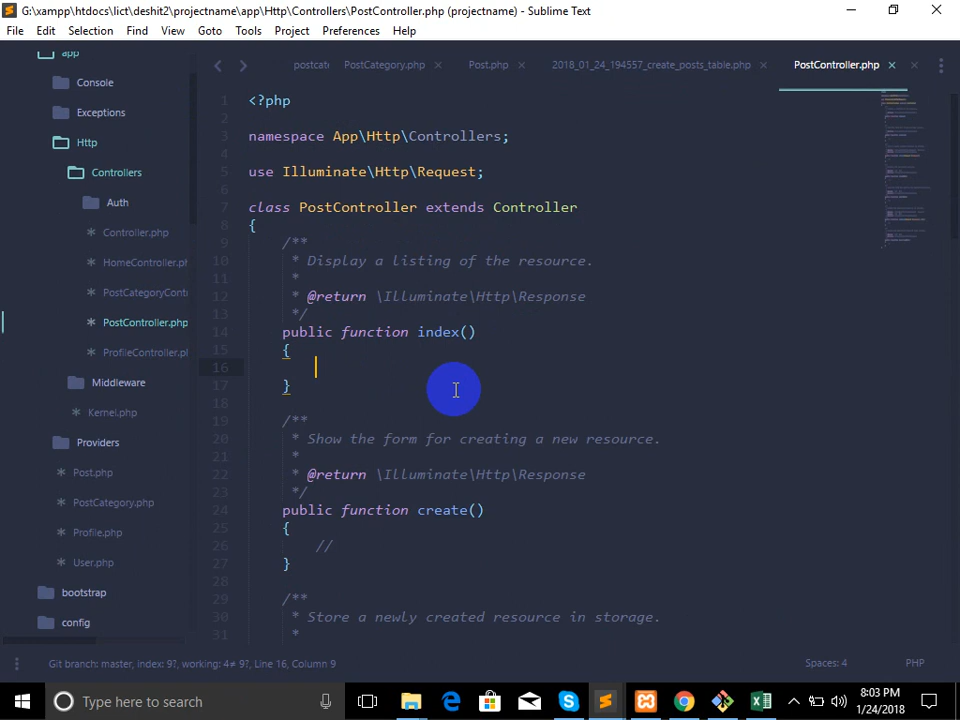 G:\xampp\htdocs\lict\deshit2\projectname\app\Http\Controllers\PostController.php (projectname) - Sublime Text
File Edit Selection Find View Goto Tools Project Preferences Help
postcate PostCategory.php Post.php 2018_01_24_194557_create_posts_table.php PostController.php
app
Console
Exceptions
Http
Controllers
Auth
Controller.php
HomeController.ph
PostCategoryCont
PostController.php
ProfileController.pl
Middleware
Kernel.php
Providers
Post.php
PostCategory.php
Profile.php
User.php
bootstrap
config
1 <?php
2
3 namespace App\Http\Controllers;
4
5 use Illuminate\Http\Request;
6
7 class PostController extends Controller
8 {
9 /**
10 * Display a listing of the resource.
11 *
12 * @return \Illuminate\Http\Response
13 */
14 public function index()
15 {
16
17 }
18
19 /**
20 * Show the form for creating a new resource.
21 *
22 * @return \Illuminate\Http\Response
23 */
24 public function create()
25 {
26 //
27 }
28
29 /**
30 * Store a newly created resource in storage.
31 *
Git branch: master, index: 9?, working: 4≠ 9?, Line 16, Column 9 Spaces: 4 PHP
Type here to search
8:03 PM
1/24/2018